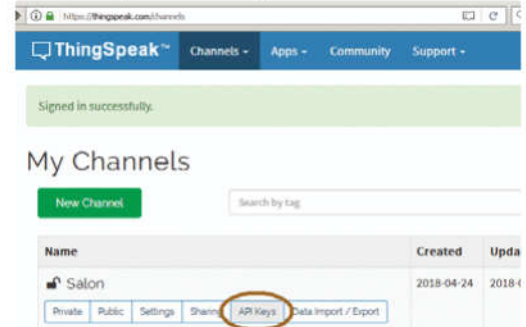 https://thingspeak.com/channels
ThingSpeak™ Channels Apps Community Support
Signed in successfully.
My Channels
New Channel Search by tag
Name Created
Salon 2018-04-24
Private Public Settings Sharing API Keys Data Import / Export